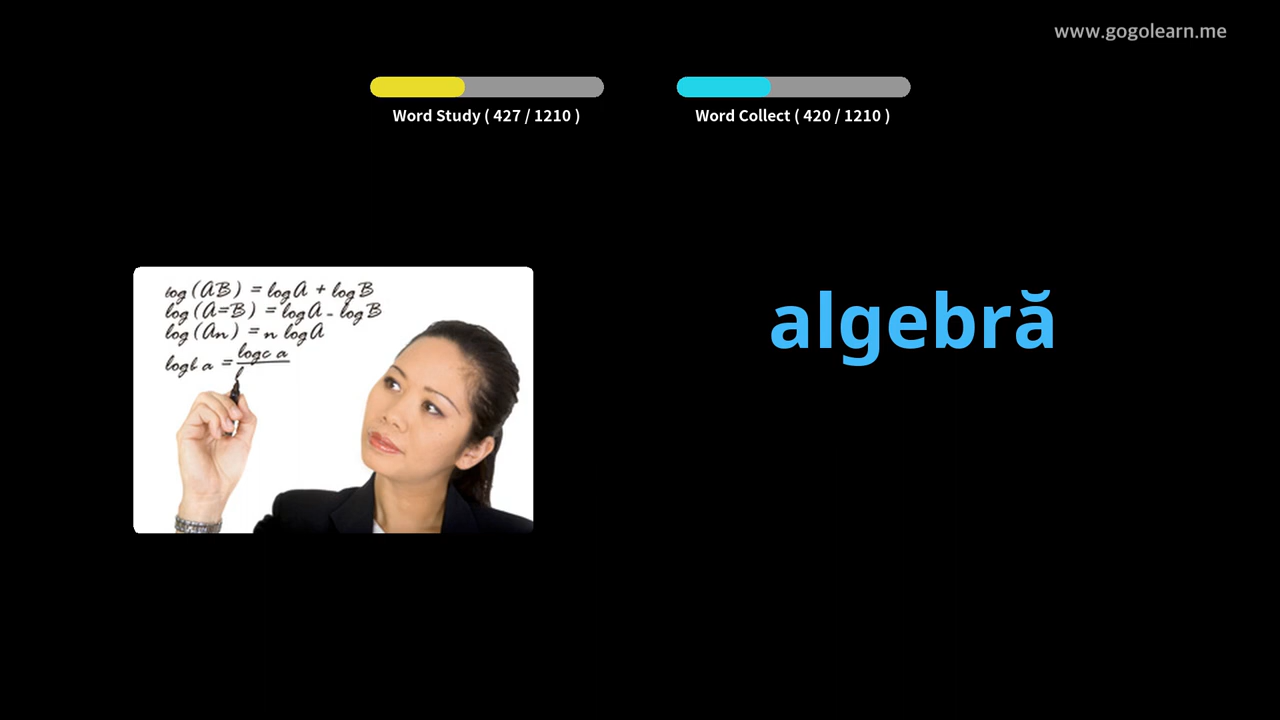 www.gogolearn.me
Word Study ( 427 / 1210 )
Word Collect ( 420 / 1210 )
log (AB) = log A + log B
log (A=B) = log A - log B
log (An) = n log A
logb a = logc a
algebră